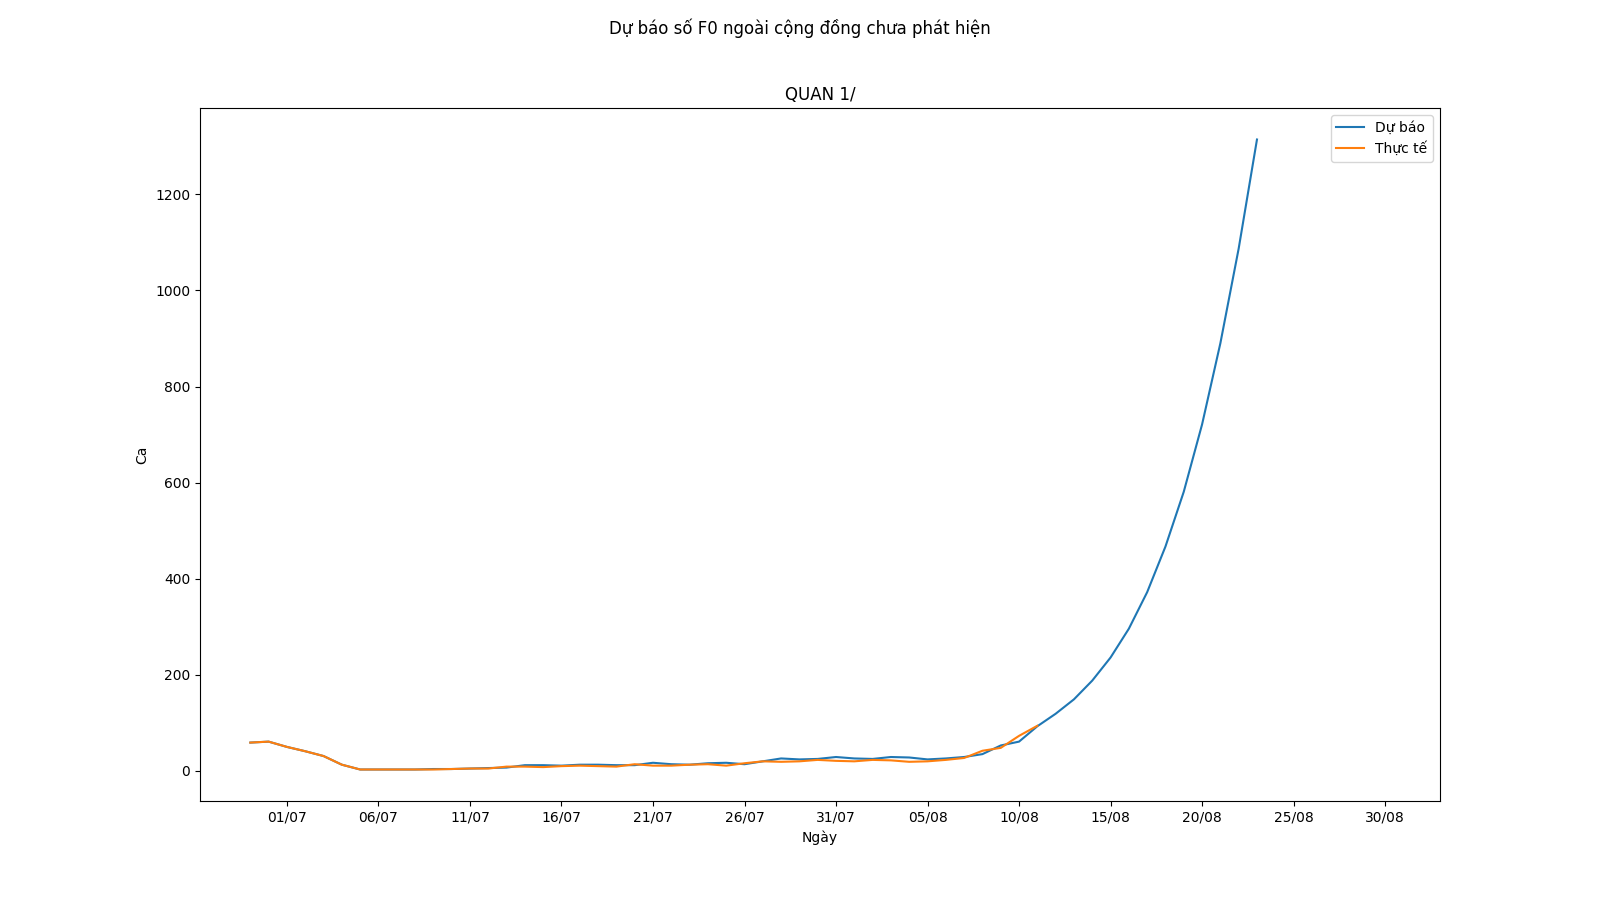 Dự báo số F0 ngoài cộng đồng chưa phát hiện
QUAN 1/
Dự báo
Thực tế
1200
1000
800
600
400
200
0
Ca
01/07 06/07 11/07 16/07 21/07 26/07 31/07 05/08 10/08 15/08 20/08 25/08 30/08
Ngày